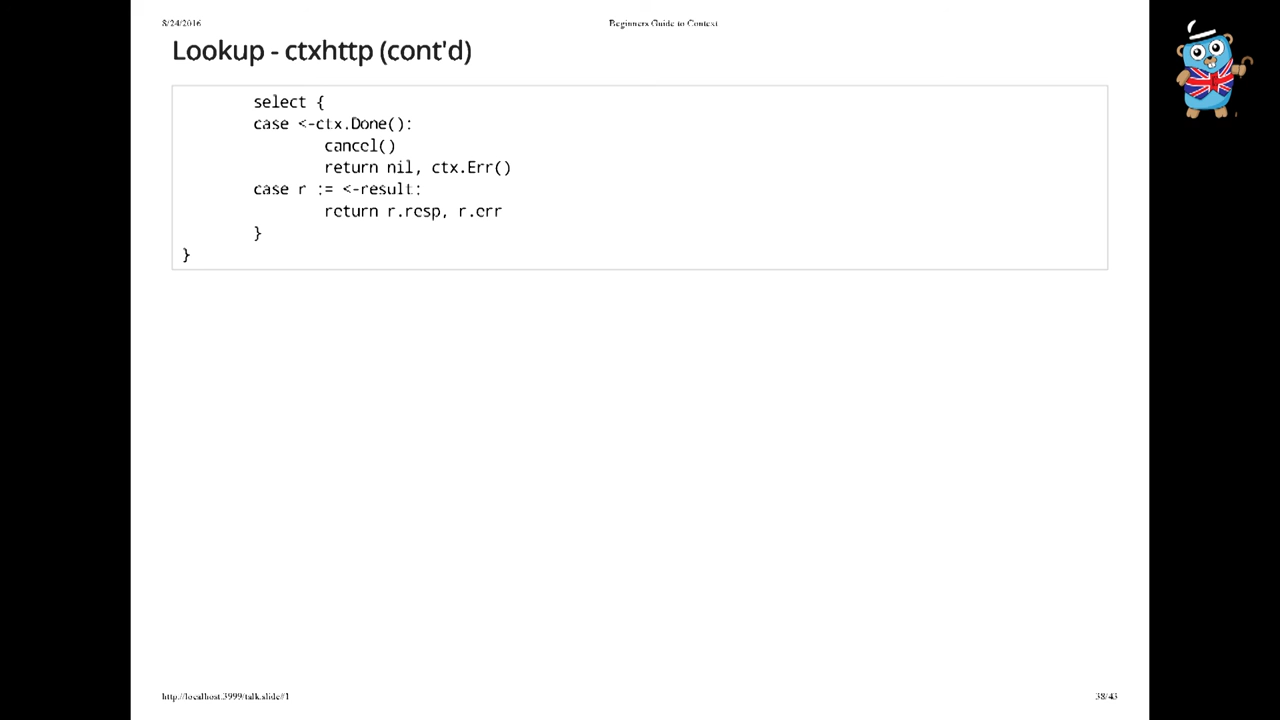 8/24/2016
Beginners Guide to Context
Lookup - ctxhttp (cont'd)
select {
case <-ctx.Done():
cancel()
return nil, ctx.Err()
case r := <-result:
return r.resp, r.err
}
}
http://localhost:3999/talk.slide#1
38/43